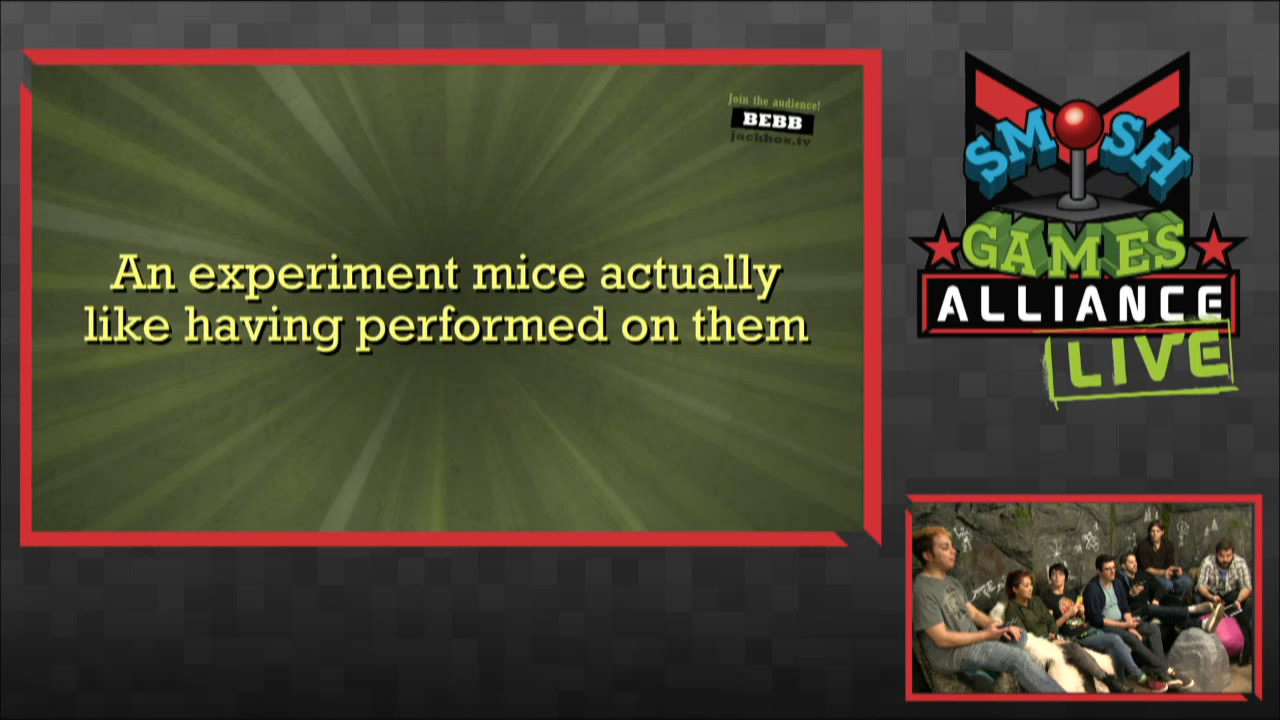 Join the audience!
BEBB
jackbox.tv
An experiment mice actually
like having performed on them
SMOSH
GAMES
ALLIANCE
LIVE